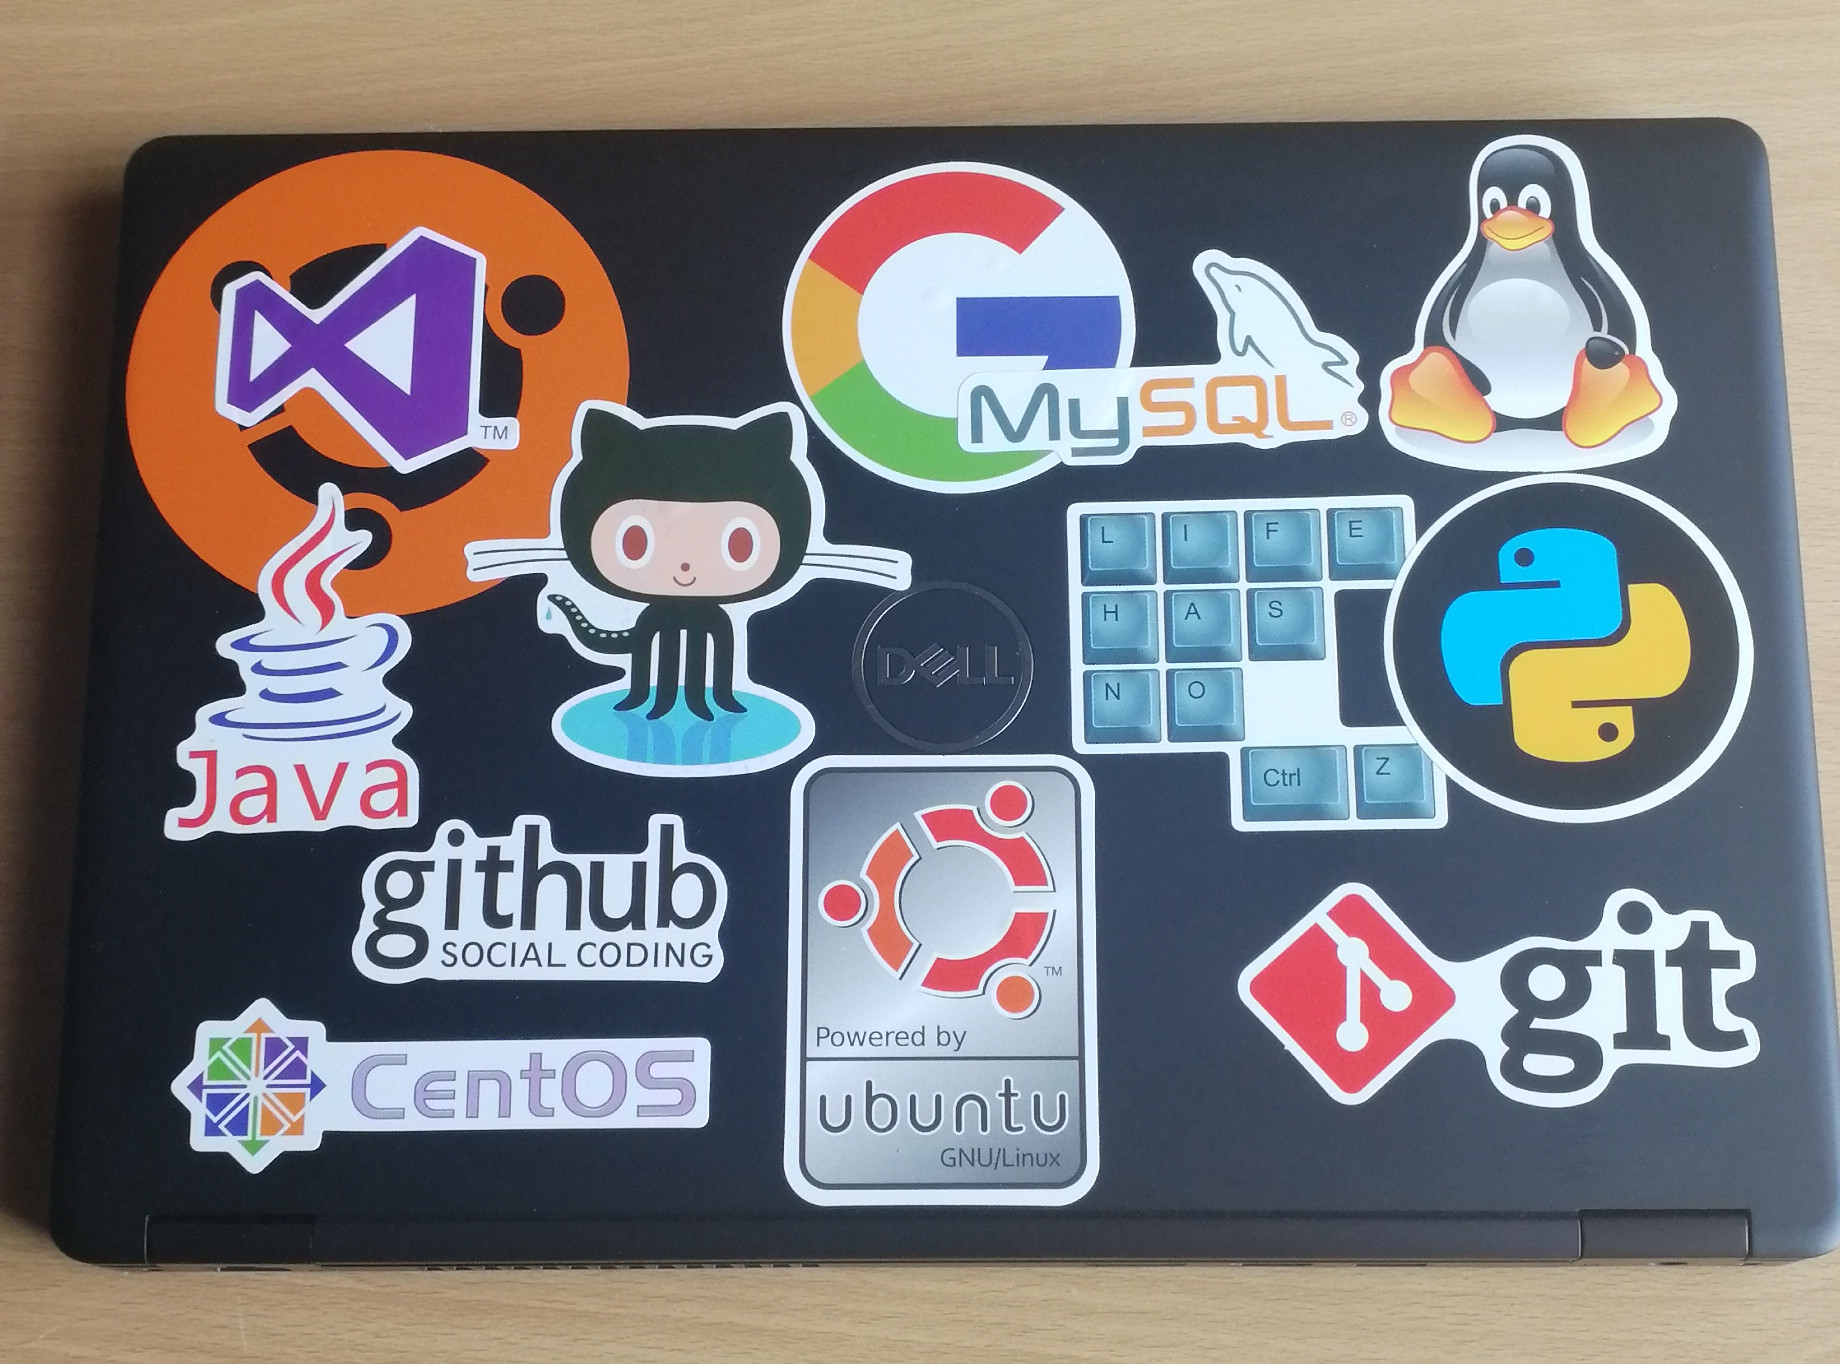 TM
MySQL®
L I F E
H A S
N O
Ctrl Z
DELL
Java
github
SOCIAL CODING
TM
Powered by
ubuntu
GNU/Linux
git
CentOS